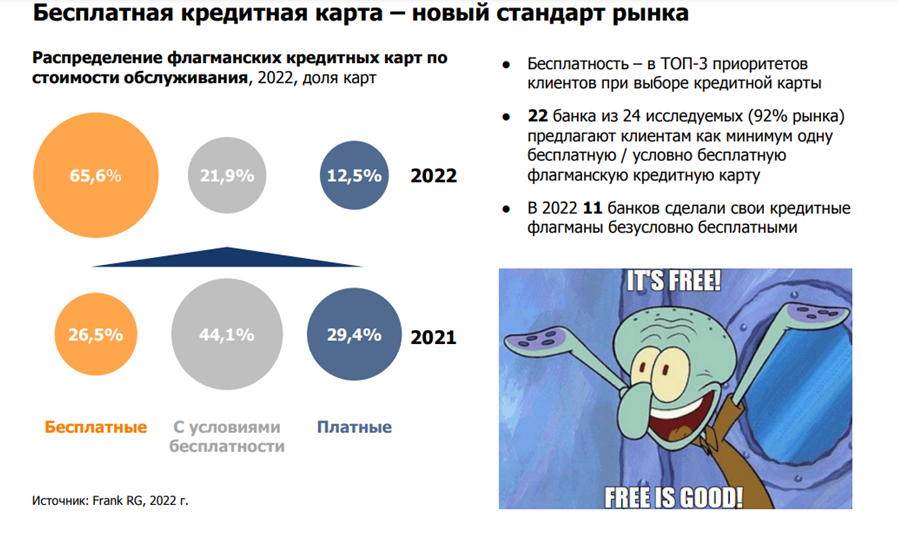 Бесплатная кредитная карта – новый стандарт рынка
Распределение флагманских кредитных карт по
стоимости обслуживания, 2022, доля карт
65,6%
21,9%
12,5%
2022
26,5%
44,1%
29,4%
2021
Бесплатные
С условиями
бесплатности
Платные
Источник: Frank RG, 2022 г.
● Бесплатность – в ТОП-3 приоритетов
клиентов при выборе кредитной карты
● 22 банка из 24 исследуемых (92% рынка)
предлагают клиентам как минимум одну
бесплатную / условно бесплатную
флагманскую кредитную карту
● В 2022 11 банков сделали свои кредитные
флагманы безусловно бесплатными
IT'S FREE!
FREE IS GOOD!